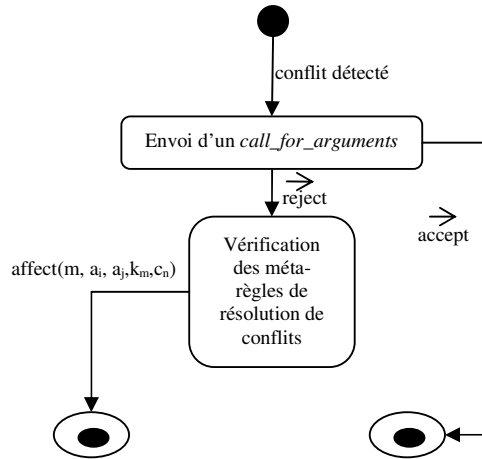 conflit détecté
Envoi d'un call_for_arguments
reject
accept
Vérification
des méta-
règles de
résolution de
conflits
affect(m, aᵢ, aⱼ,kₘ,cₙ)